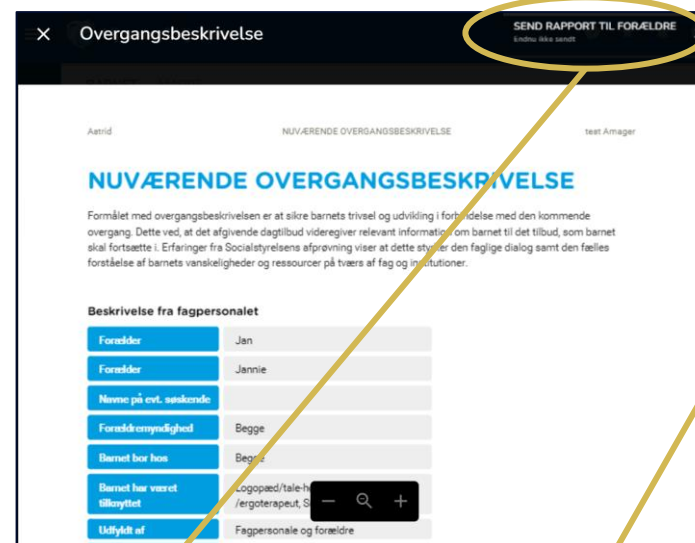 Overgangsbeskrivelse
SEND RAPPORT TIL FORÆLDRE
Endnu ikke sendt
Astrid
NUVÆRENDE OVERGANGSBESKRIVELSE
test Amager
NUVÆRENDE OVERGANGSBESKRIVELSE
Formålet med overgangsbeskrivelsen er at sikre barnets trivsel og udvikling i forbindelse med den kommende
overgang. Dette ved, at det afgivende dagtilbud videregiver relevant information om barnet til det tilbud, som barnet
skal fortsætte i. Erfaringer fra Socialstyrelsens afprøvning viser at dette styrker den faglige dialog samt den fælles
forståelse af barnets vanskeligheder og ressourcer på tværs af fag og institutioner.
Beskrivelse fra fagpersonalet
Forælder Jan
Forælder Jannie
Navne på evt. søskende
Forældremyndighed Begge
Barnet bor hos Begge
Barnet har været Logopæd/tale-h
tilknyttet /ergoterapeut, S
Udfyldt af Fagpersonale og forældre